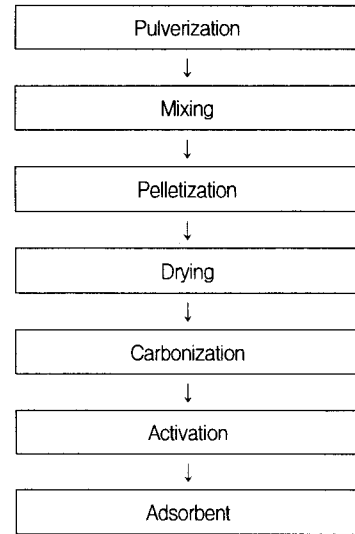 Pulverization
↓
Mixing
↓
Pelletization
↓
Drying
↓
Carbonization
↓
Activation
↓
Adsorbent